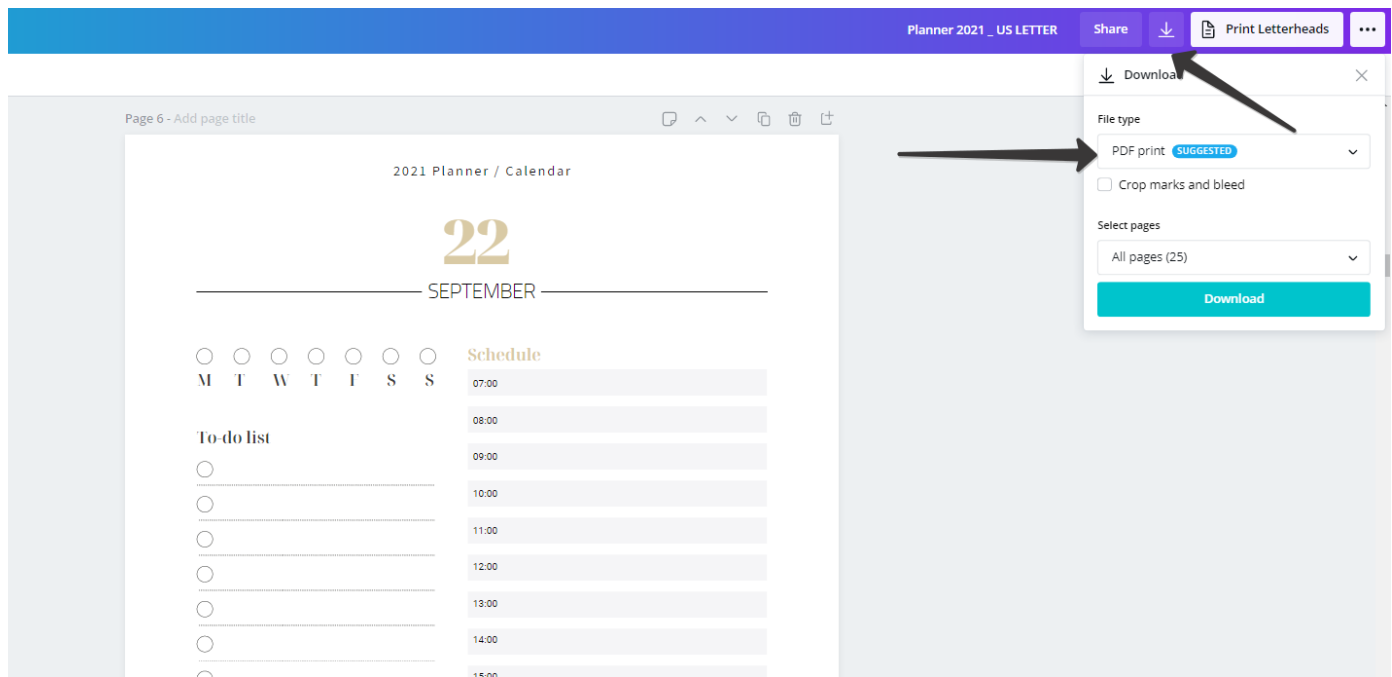 Planner 2021 _ US LETTER Share Print Letterheads
Download
File type
PDF print SUGGESTED
Crop marks and bleed
Select pages
All pages (25)
Download
Page 6 - Add page title
2021 Planner / Calendar
22
SEPTEMBER
M T W T F S S
To-do list
Schedule
07:00
08:00
09:00
10:00
11:00
12:00
13:00
14:00
15:00